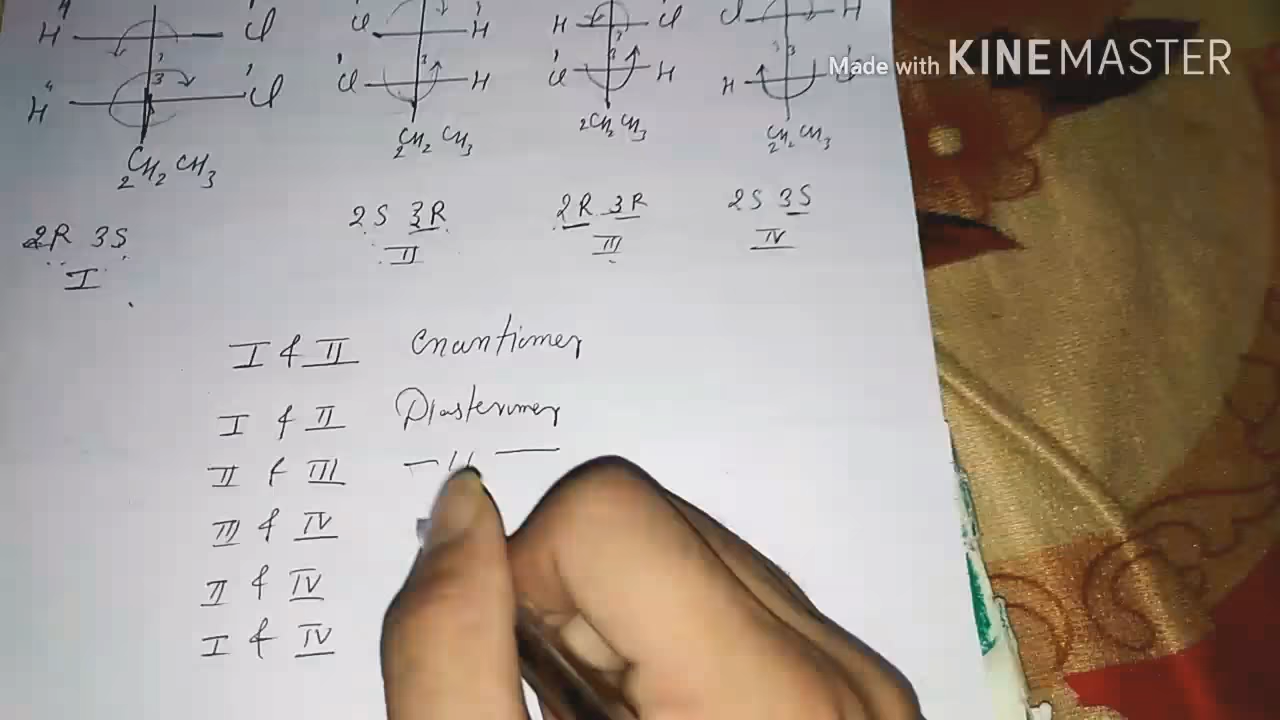 H Cl Cl H H Cl Cl H
Made with KINEMASTER
H Cl Cl H Cl H H Cl
CH2 CH3 CH2 CH3 CH2 CH3 CH2 CH3
2R 3S 2S 3R 2R 3R 2S 3S
I II III IV
I & II Enantimer
I & II Diasterimer
II & III — 〃 —
III & IV
II & IV
I & IV